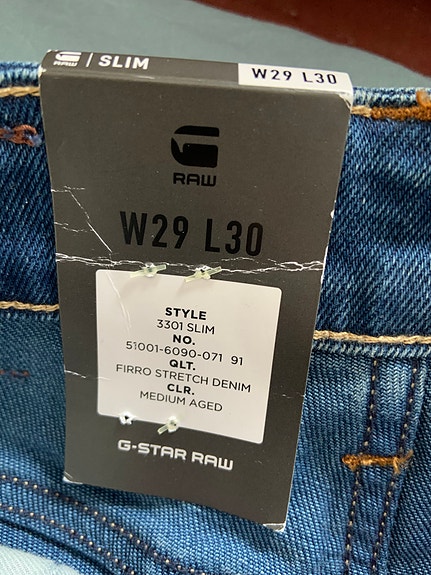 RAW | SLIM
W29 L30
RAW
W29 L30
STYLE
3301 SLIM
NO.
51001-6090-071 91
QLT.
FIRRO STRETCH DENIM
CLR.
MEDIUM AGED
G-STAR RAW